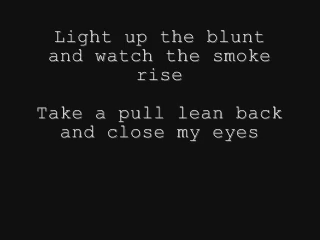 Light up the blunt
and watch the smoke
rise
Take a pull lean back
and close my eyes